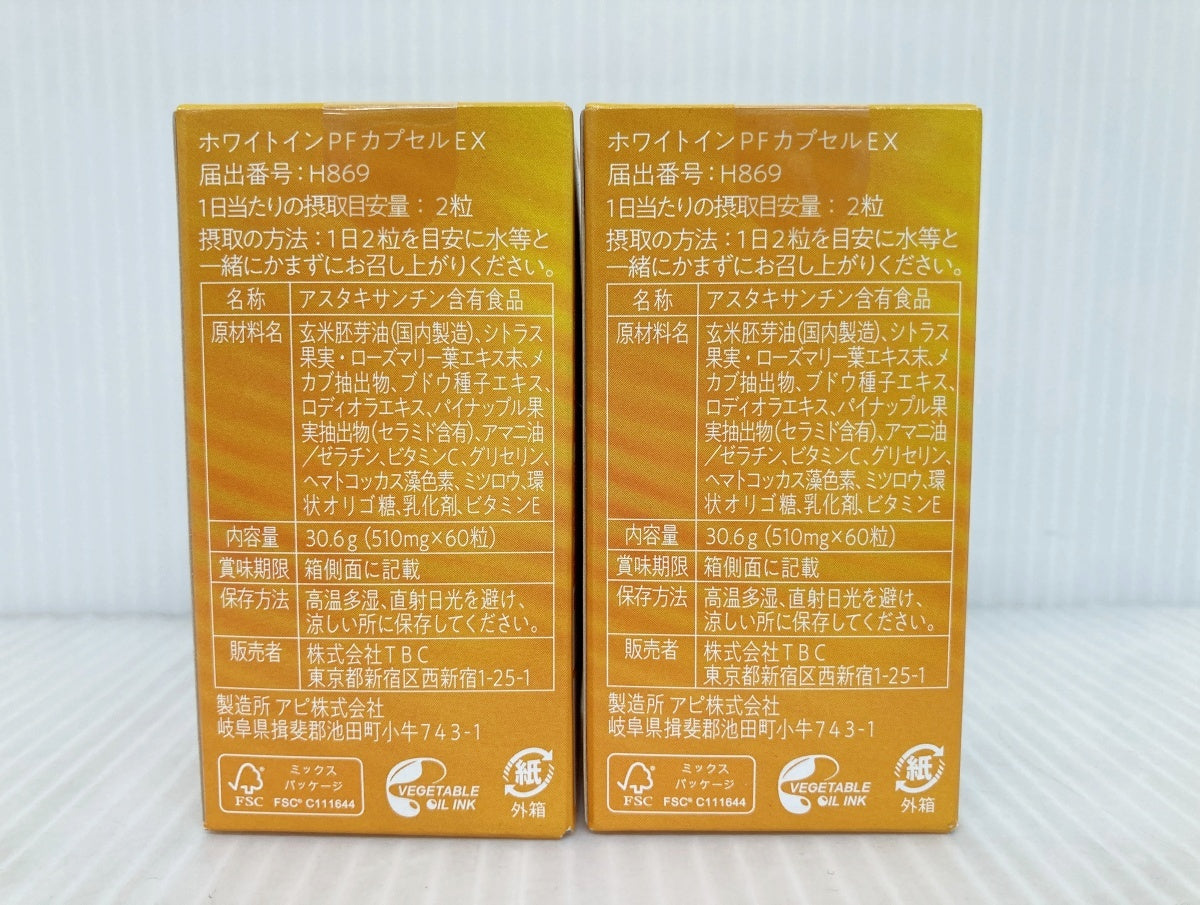 ホワイトインPFカプセルEX
届出番号:H869
1日当たりの摂取目安量: 2粒
摂取の方法:1日2粒を目安に水等と
一緒にかまずにお召し上がりください。
名称 アスタキサンチン含有食品
原材料名 玄米胚芽油(国内製造)、シトラス
果実・ローズマリー葉エキス末、メ
カブ抽出物、ブドウ種子エキス、
ロディオラエキス、パイナップル果
実抽出物(セラミド含有)、アマニ油
/ゼラチン、ビタミンC、グリセリン、
ヘマトコッカス藻色素、ミツロウ、環
状オリゴ糖、乳化剤、ビタミンE
内容量 30.6g (510mg×60粒)
賞味期限 箱側面に記載
保存方法 高温多湿、直射日光を避け、
涼しい所に保存してください。
販売者 株式会社TBC
東京都新宿区西新宿1-25-1
製造所 アピ株式会社
岐阜県揖斐郡池田町小牛743-1
FSC
ミックス
パッケージ
FSC® C111644
VEGETABLE
OIL INK
紙
外箱
ホワイトインPFカプセルEX
届出番号:H869
1日当たりの摂取目安量: 2粒
摂取の方法:1日2粒を目安に水等と
一緒にかまずにお召し上がりください。
名称 アスタキサンチン含有食品
原材料名 玄米胚芽油(国内製造)、シトラス
果実・ローズマリー葉エキス末、メ
カブ抽出物、ブドウ種子エキス、
ロディオラエキス、パイナップル果
実抽出物(セラミド含有)、アマニ油
/ゼラチン、ビタミンC、グリセリン、
ヘマトコッカス藻色素、ミツロウ、環
状オリゴ糖、乳化剤、ビタミンE
内容量 30.6g (510mg×60粒)
賞味期限 箱側面に記載
保存方法 高温多湿、直射日光を避け、
涼しい所に保存してください。
販売者 株式会社TBC
東京都新宿区西新宿1-25-1
製造所 アピ株式会社
岐阜県揖斐郡池田町小牛743-1
FSC
ミックス
パッケージ
FSC® C111644
VEGETABLE
OIL INK
紙
外箱